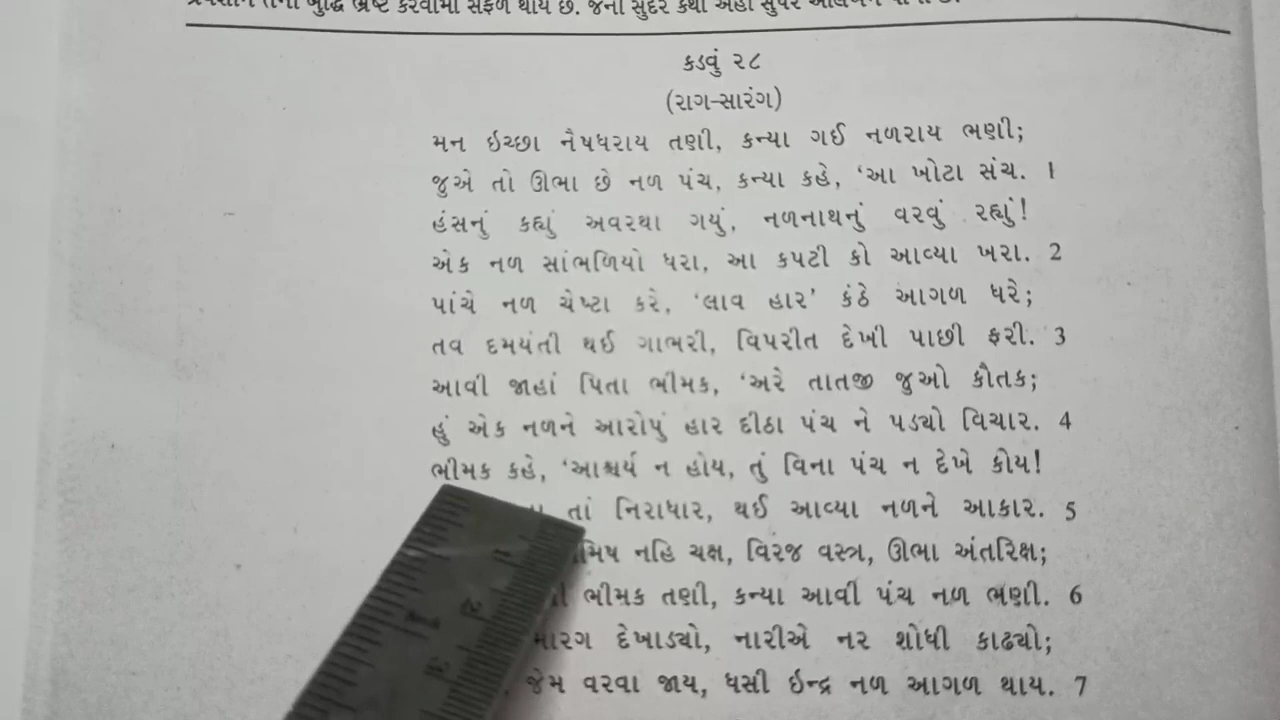 કડવું ૨૮
(રાગ-સારંગ)
મન ઇચ્છા નૈષધરાય તણી, કન્યા ગઈ નળરાય ભણી;
જુએ તો ઊભા છે નળ પંચ, કન્યા કહે, ‘આ ખોટા સંચ. 1
હંસનું કહ્યું અવરથા ગયું, નળનાથનું વરવું રહ્યું!
એક નળ સાંભળિયો ધરા, આ કપટી કો આવ્યા ખરા. 2
પાંચે નળ ચેષ્ટા કરે, ‘લાવ હાર’ કંઠે આગળ ધરે;
તવ દમયંતી થઈ ગાભરી, વિપરીત દેખી પાછી ફરી. 3
આવી જાહાં પિતા ભીમક, ‘અરે તાતજી જુઓ કૌતક;
હું એક નળને આરોપું હાર દીઠા પંચ ને પડ્યો વિચાર. 4
ભીમક કહે, ‘આશ્ચર્ય ન હોય, તું વિના પંચ ન દેખે કોય!
તાં નિરાધાર, થઈ આવ્યા નળને આકાર. 5
નહિ ચક્ષ, વિરજ વસ્ત્ર, ઊભા અંતરિક્ષ;
ભીમક તણી, કન્યા આવી પંચ નળ ભણી. 6
મારગ દેખાડ્યો, નારીએ નર શોધી કાઢ્યો;
જેમ વરવા જાય, ધસી ઇન્દ્ર નળ આગળ થાય. 7